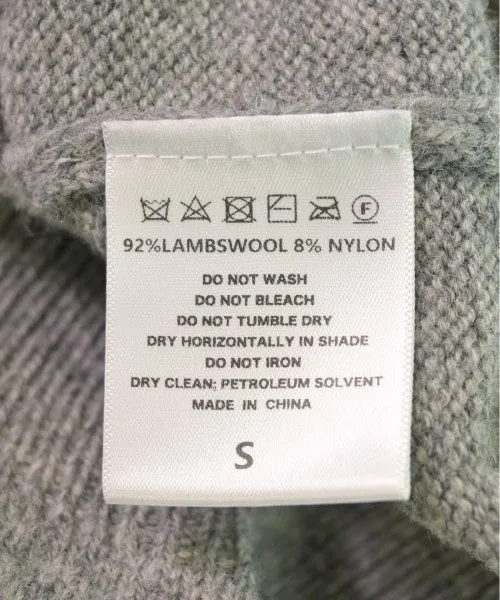 F
92%LAMBSWOOL 8% NYLON
DO NOT WASH
DO NOT BLEACH
DO NOT TUMBLE DRY
DRY HORIZONTALLY IN SHADE
DO NOT IRON
DRY CLEAN; PETROLEUM SOLVENT
MADE IN CHINA
S